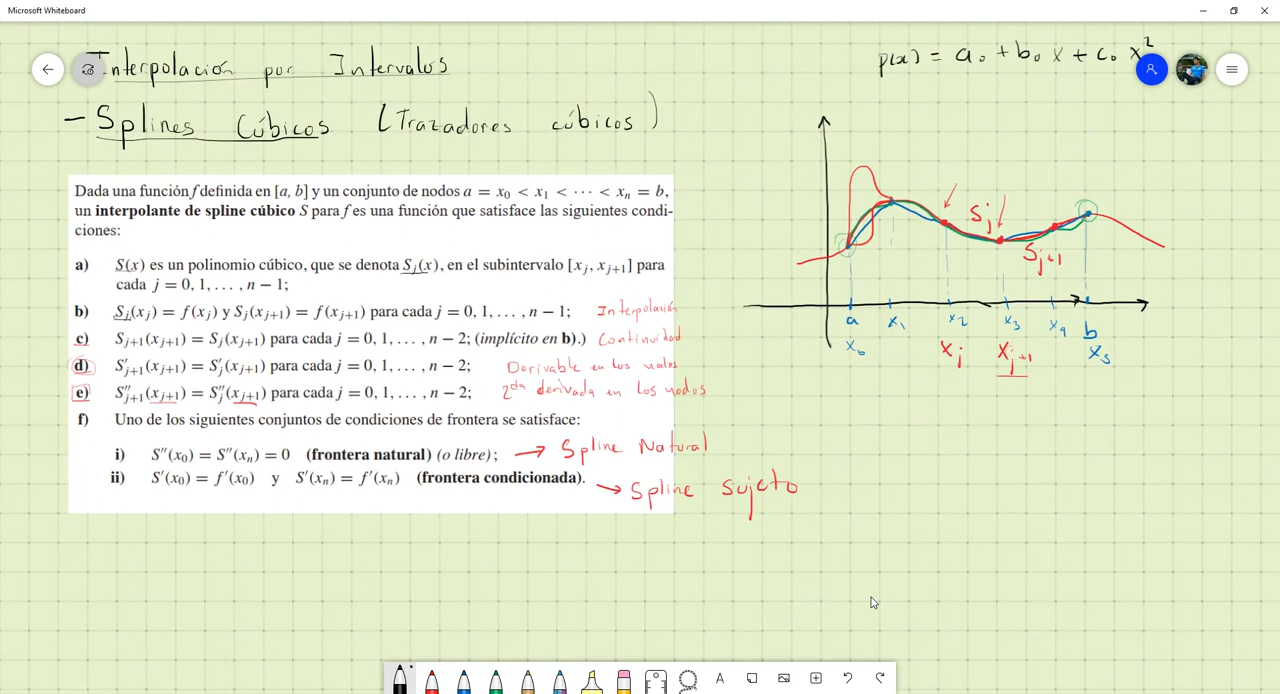 Microsoft Whiteboard
Interpolación por Intervalos
p(x) = a₀ + b₀ x + c₀ x²
- Splines Cúbicos (Trazadores cúbicos)
Dada una función f definida en [a, b] y un conjunto de nodos a = x₀ < x₁ < ··· < xₙ = b,
un interpolante de spline cúbico S para f es una función que satisface las siguientes condi-
ciones:
a) S(x) es un polinomio cúbico, que se denota Sⱼ(x), en el subintervalo [xⱼ, xⱼ₊₁] para
cada j = 0, 1, . . . , n − 1;
b) Sⱼ(xⱼ) = f(xⱼ) y Sⱼ(xⱼ₊₁) = f(xⱼ₊₁) para cada j = 0, 1, . . . , n − 1; Interpolación
c) Sⱼ₊₁(xⱼ₊₁) = Sⱼ(xⱼ₊₁) para cada j = 0, 1, . . . , n − 2; (implícito en b).) Continuidad
d) S′ⱼ₊₁(xⱼ₊₁) = S′ⱼ(xⱼ₊₁) para cada j = 0, 1, . . . , n − 2; Derivable en los nodos
e) S″ⱼ₊₁(xⱼ₊₁) = S″ⱼ(xⱼ₊₁) para cada j = 0, 1, . . . , n − 2; 2da derivada en los nodos
f) Uno de los siguientes conjuntos de condiciones de frontera se satisface:
i) S″(x₀) = S″(xₙ) = 0 (frontera natural) (o libre); → Spline Natural
ii) S′(x₀) = f′(x₀) y S′(xₙ) = f′(xₙ) (frontera condicionada). → Spline sujeto
Sⱼ
Sⱼ₊₁
a x₁ x₂ x₃ x₄ b
x₀ xⱼ xⱼ₊₁ x₅
A